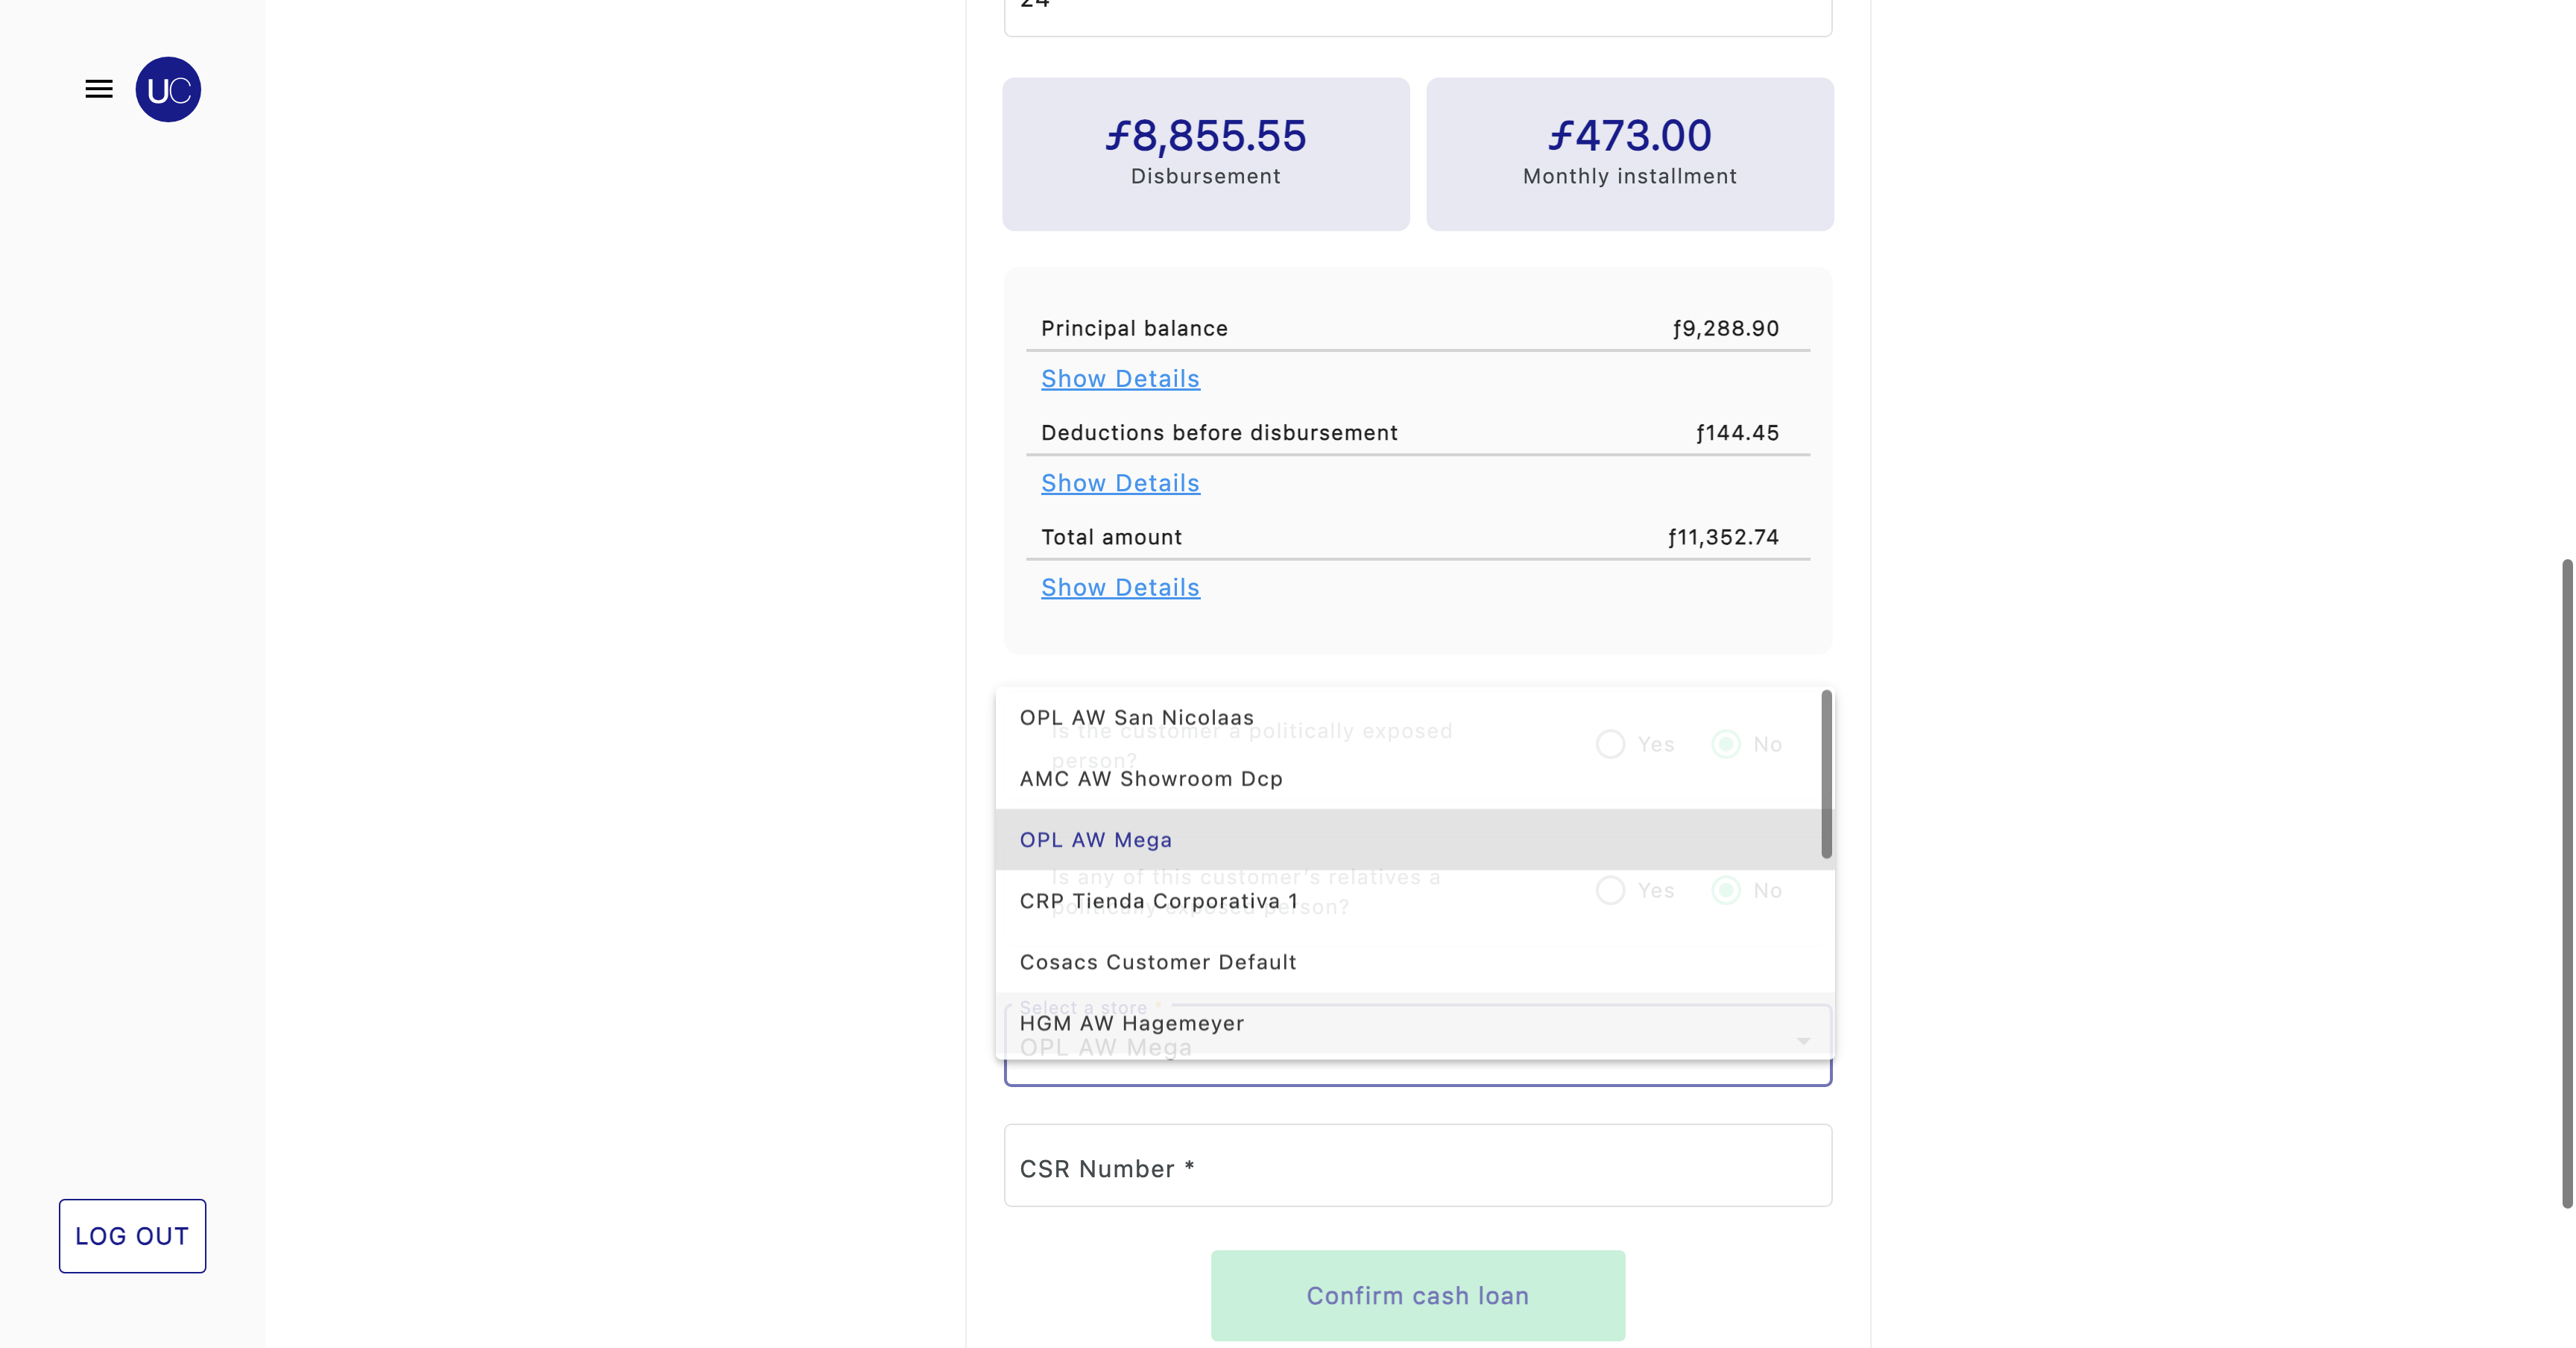 24
UC
ƒ8,855.55
Disbursement
ƒ473.00
Monthly installment
Principal balance ƒ9,288.90
Show Details
Deductions before disbursement ƒ144.45
Show Details
Total amount ƒ11,352.74
Show Details
OPL AW San Nicolaas
Is the customer a politically exposed
person?
Yes No
AMC AW Showroom Dcp
OPL AW Mega
Is any of this customer's relatives a
politically exposed person?
Yes No
CRP Tienda Corporativa 1
Cosacs Customer Default
Select a store *
HGM AW Hagemeyer
OPL AW Mega
CSR Number *
LOG OUT
Confirm cash loan